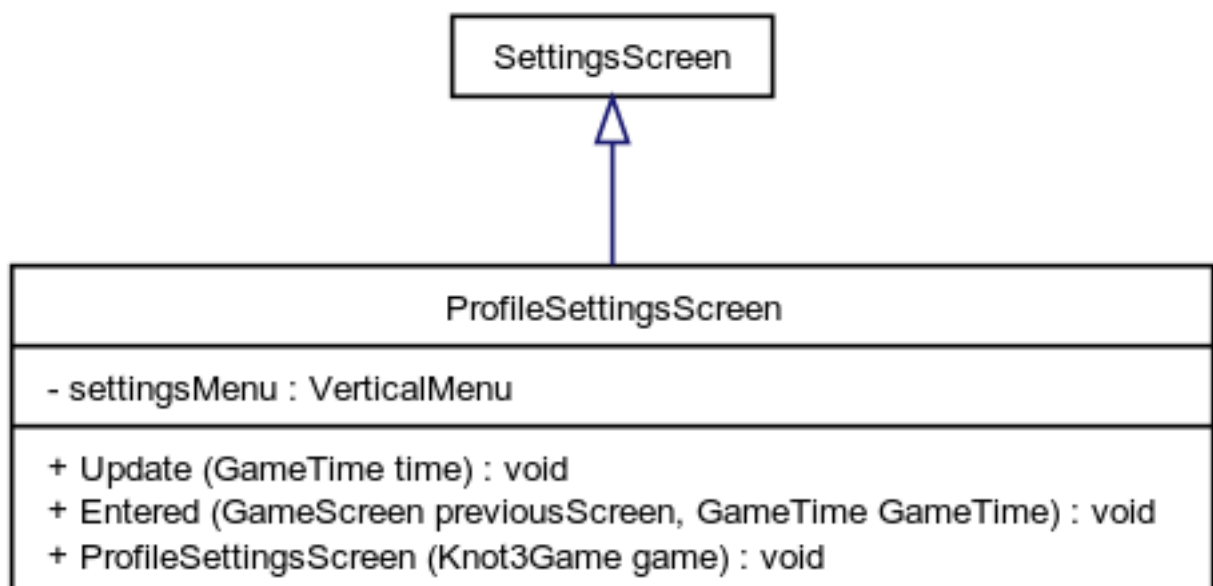 SettingsScreen
ProfileSettingsScreen
- settingsMenu : VerticalMenu
+ Update (GameTime time) : void
+ Entered (GameScreen previousScreen, GameTime GameTime) : void
+ ProfileSettingsScreen (Knot3Game game) : void